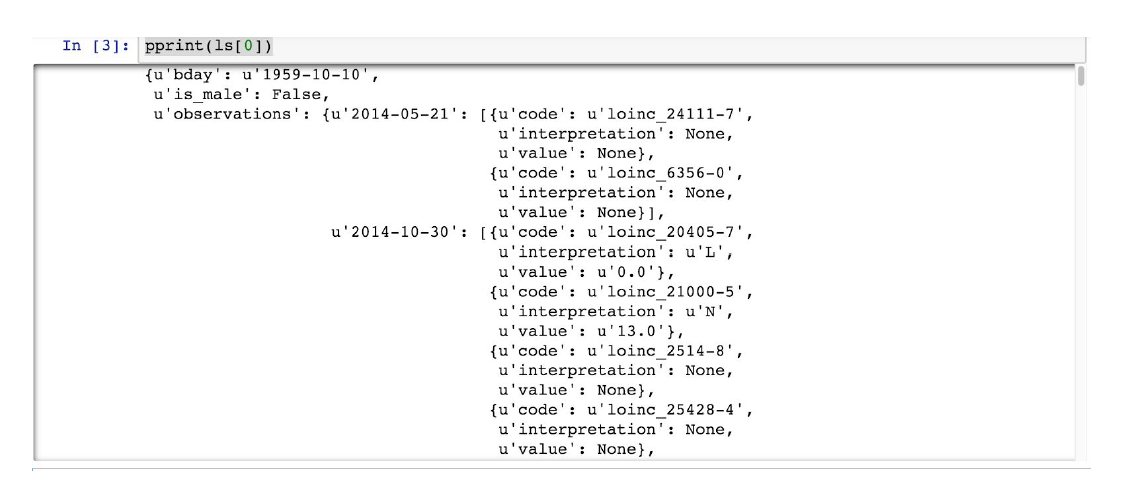 In [3]: pprint(ls[0])
{u'bday': u'1959-10-10',
u'is_male': False,
u'observations': {u'2014-05-21': [{u'code': u'loinc_24111-7',
u'interpretation': None,
u'value': None},
{u'code': u'loinc_6356-0',
u'interpretation': None,
u'value': None}],
u'2014-10-30': [{u'code': u'loinc_20405-7',
u'interpretation': u'L',
u'value': u'0.0'},
{u'code': u'loinc_21000-5',
u'interpretation': u'N',
u'value': u'13.0'},
{u'code': u'loinc_2514-8',
u'interpretation': None,
u'value': None},
{u'code': u'loinc_25428-4',
u'interpretation': None,
u'value': None},